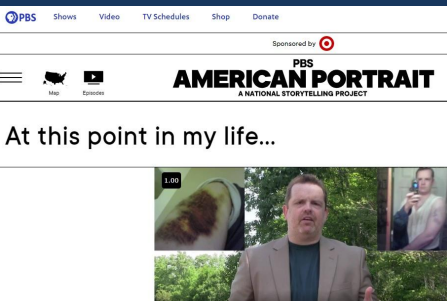 PBS Shows Video TV Schedules Shop Donate
Sponsored by
PBS
AMERICAN PORTRAIT
A NATIONAL STORYTELLING PROJECT
Map Episodes
At this point in my life...
1.00